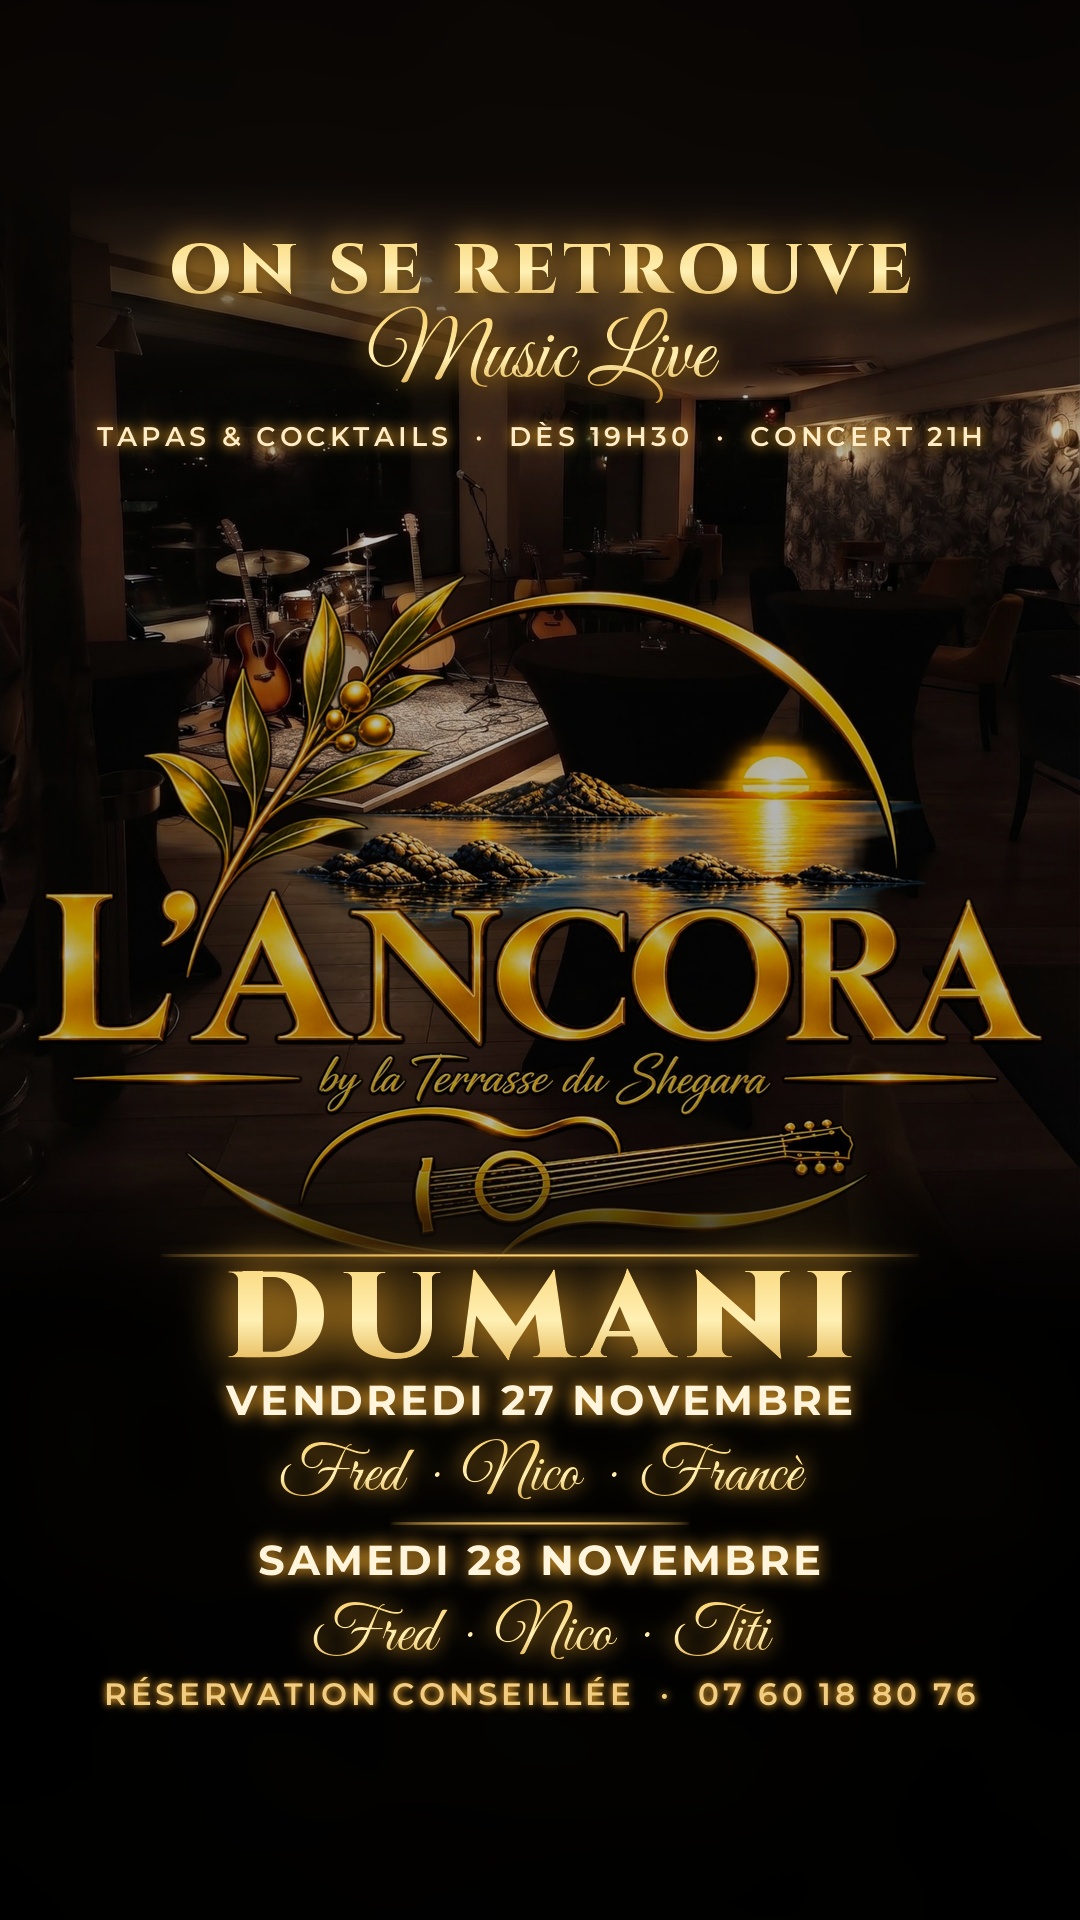 ON SE RETROUVE
Music Live
TAPAS & COCKTAILS · DÈS 19H30 · CONCERT 21H
L'ANCORA
by la Terrasse du Shegara
DUMANI
VENDREDI 27 NOVEMBRE
Fred · Nico · Francè
SAMEDI 28 NOVEMBRE
Fred · Nico · Titi
RÉSERVATION CONSEILLÉE · 07 60 18 80 76